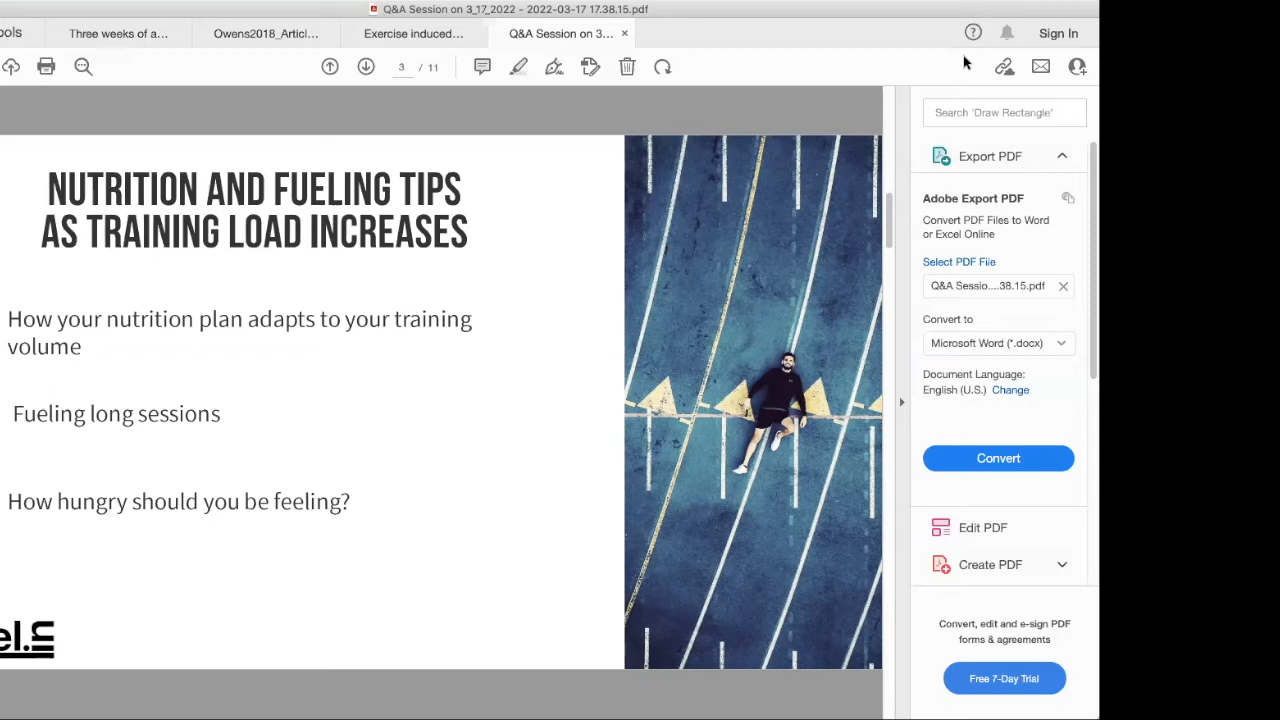 Q&A Session on 3_17_2022 - 2022-03-17 17.38.15.pdf
ols
Three weeks of a...
Owens2018_Articl...
Exercise induced...
Q&A Session on 3... ×
Sign In
3 / 11
NUTRITION AND FUELING TIPS
AS TRAINING LOAD INCREASES
How your nutrition plan adapts to your training
volume
Fueling long sessions
How hungry should you be feeling?
el.
Search 'Draw Rectangle'
Export PDF
Adobe Export PDF
Convert PDF Files to Word
or Excel Online
Select PDF File
Q&A Sessio....38.15.pdf
Convert to
Microsoft Word (*.docx)
Document Language:
English (U.S.) Change
Convert
Edit PDF
Create PDF
Convert, edit and e-sign PDF
forms & agreements
Free 7-Day Trial